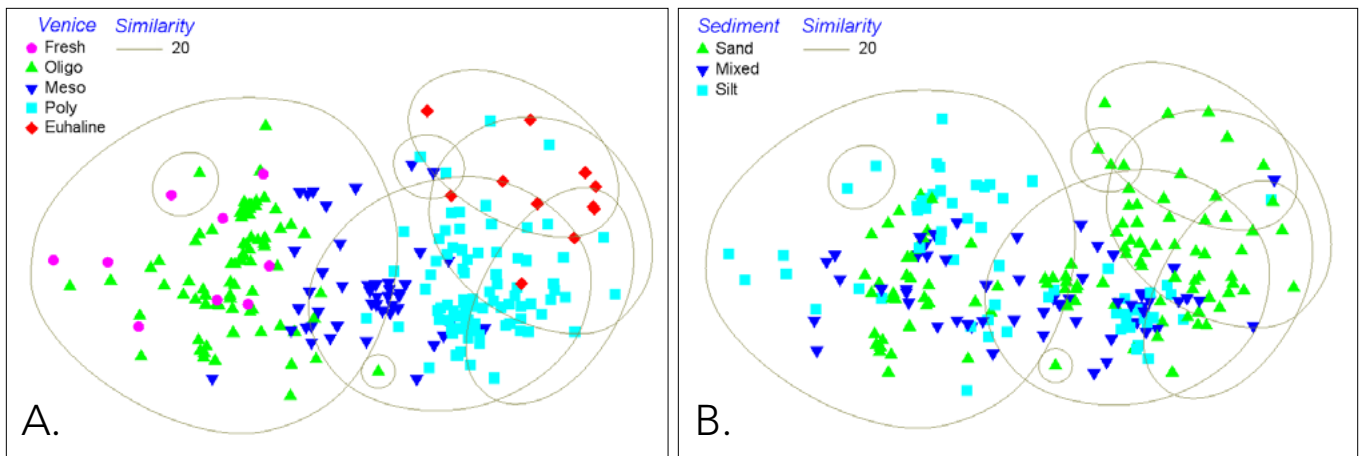 Venice Similarity
Fresh 20
Oligo
Meso
Poly
Euhaline
A.
Sediment Similarity
Sand 20
Mixed
Silt
B.